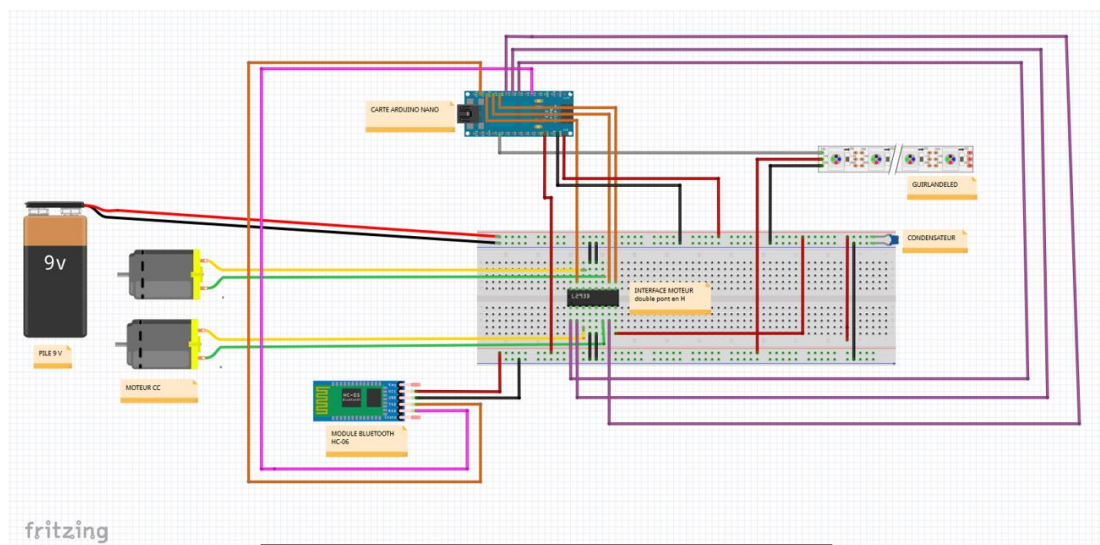 CARTE ARDUINO NANO
GUIRLANDELED
9v
CONDENSATEUR
L293D
INTERFACE MOTEUR
double pont en H
PILE 9 V
MOTEUR CC
HC-06
MODULE BLUETOOTH
HC-06
fritzing